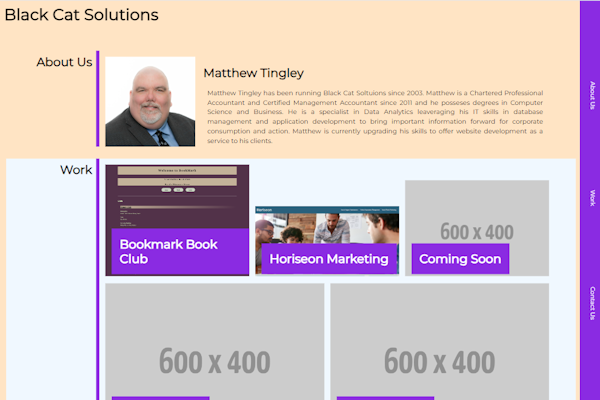 Black Cat Solutions
About Us
Matthew Tingley
Matthew Tingley has been running Black Cat Soltuions since 2003. Matthew is a Chartered Professional
Accountant and Certified Management Accountant since 2011 and he posseses degrees in Computer
Science and Business. He is a specialist in Data Analytics leaveraging his IT skills in database
management and application development to bring important information forward for corporate
consumption and action. Matthew is currently upgrading his skills to offer website development as a
service to his clients.
Work
Bookmark Book
Club
Horiseon Marketing
600 x 400
Coming Soon
600 x 400
600 x 400
About Us
Work
Contact Us